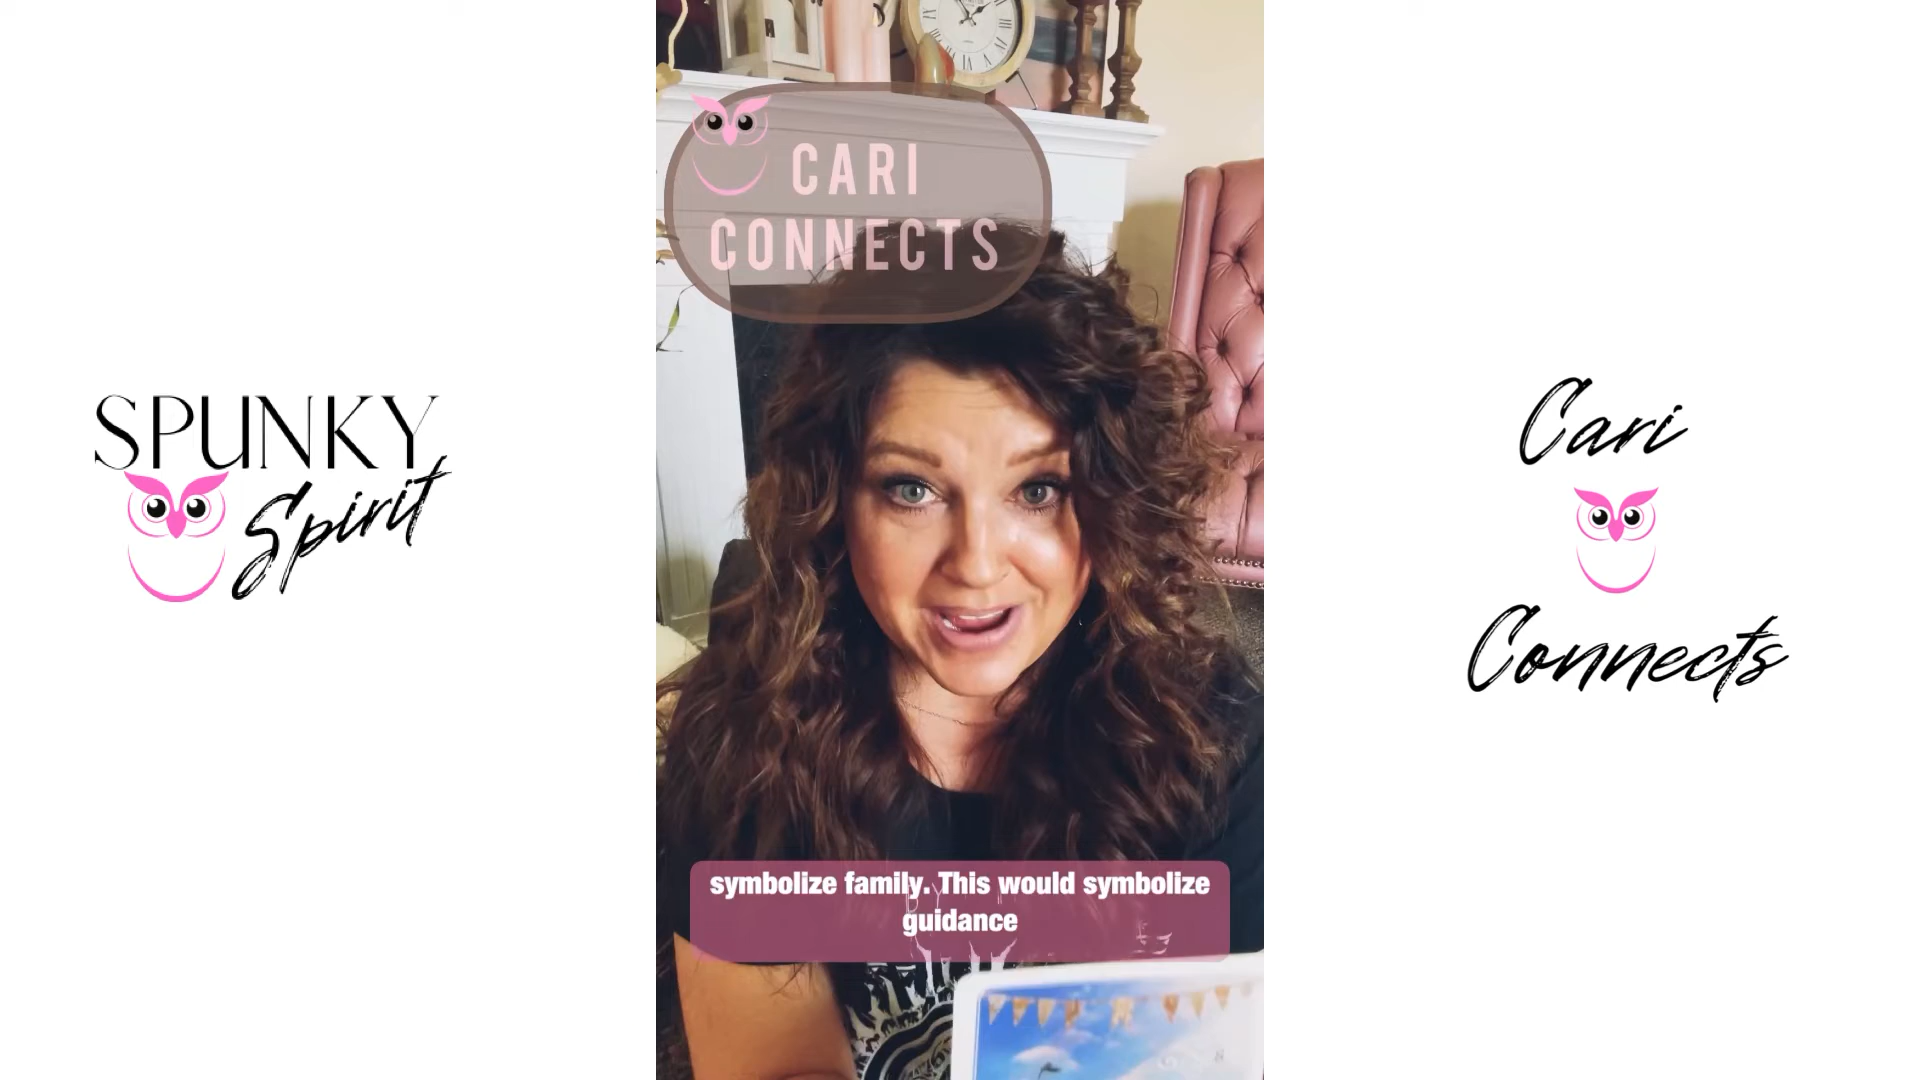 SPUNKY
Spirit
CARI
CONNECTS
symbolize family. This would symbolize
guidance
Cari
Connects